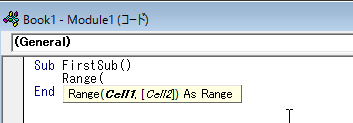 Book1 - Module1 (コード)
(General)
Sub FirstSub()
Range(
End
Range(Cell1, [Cell2]) As Range